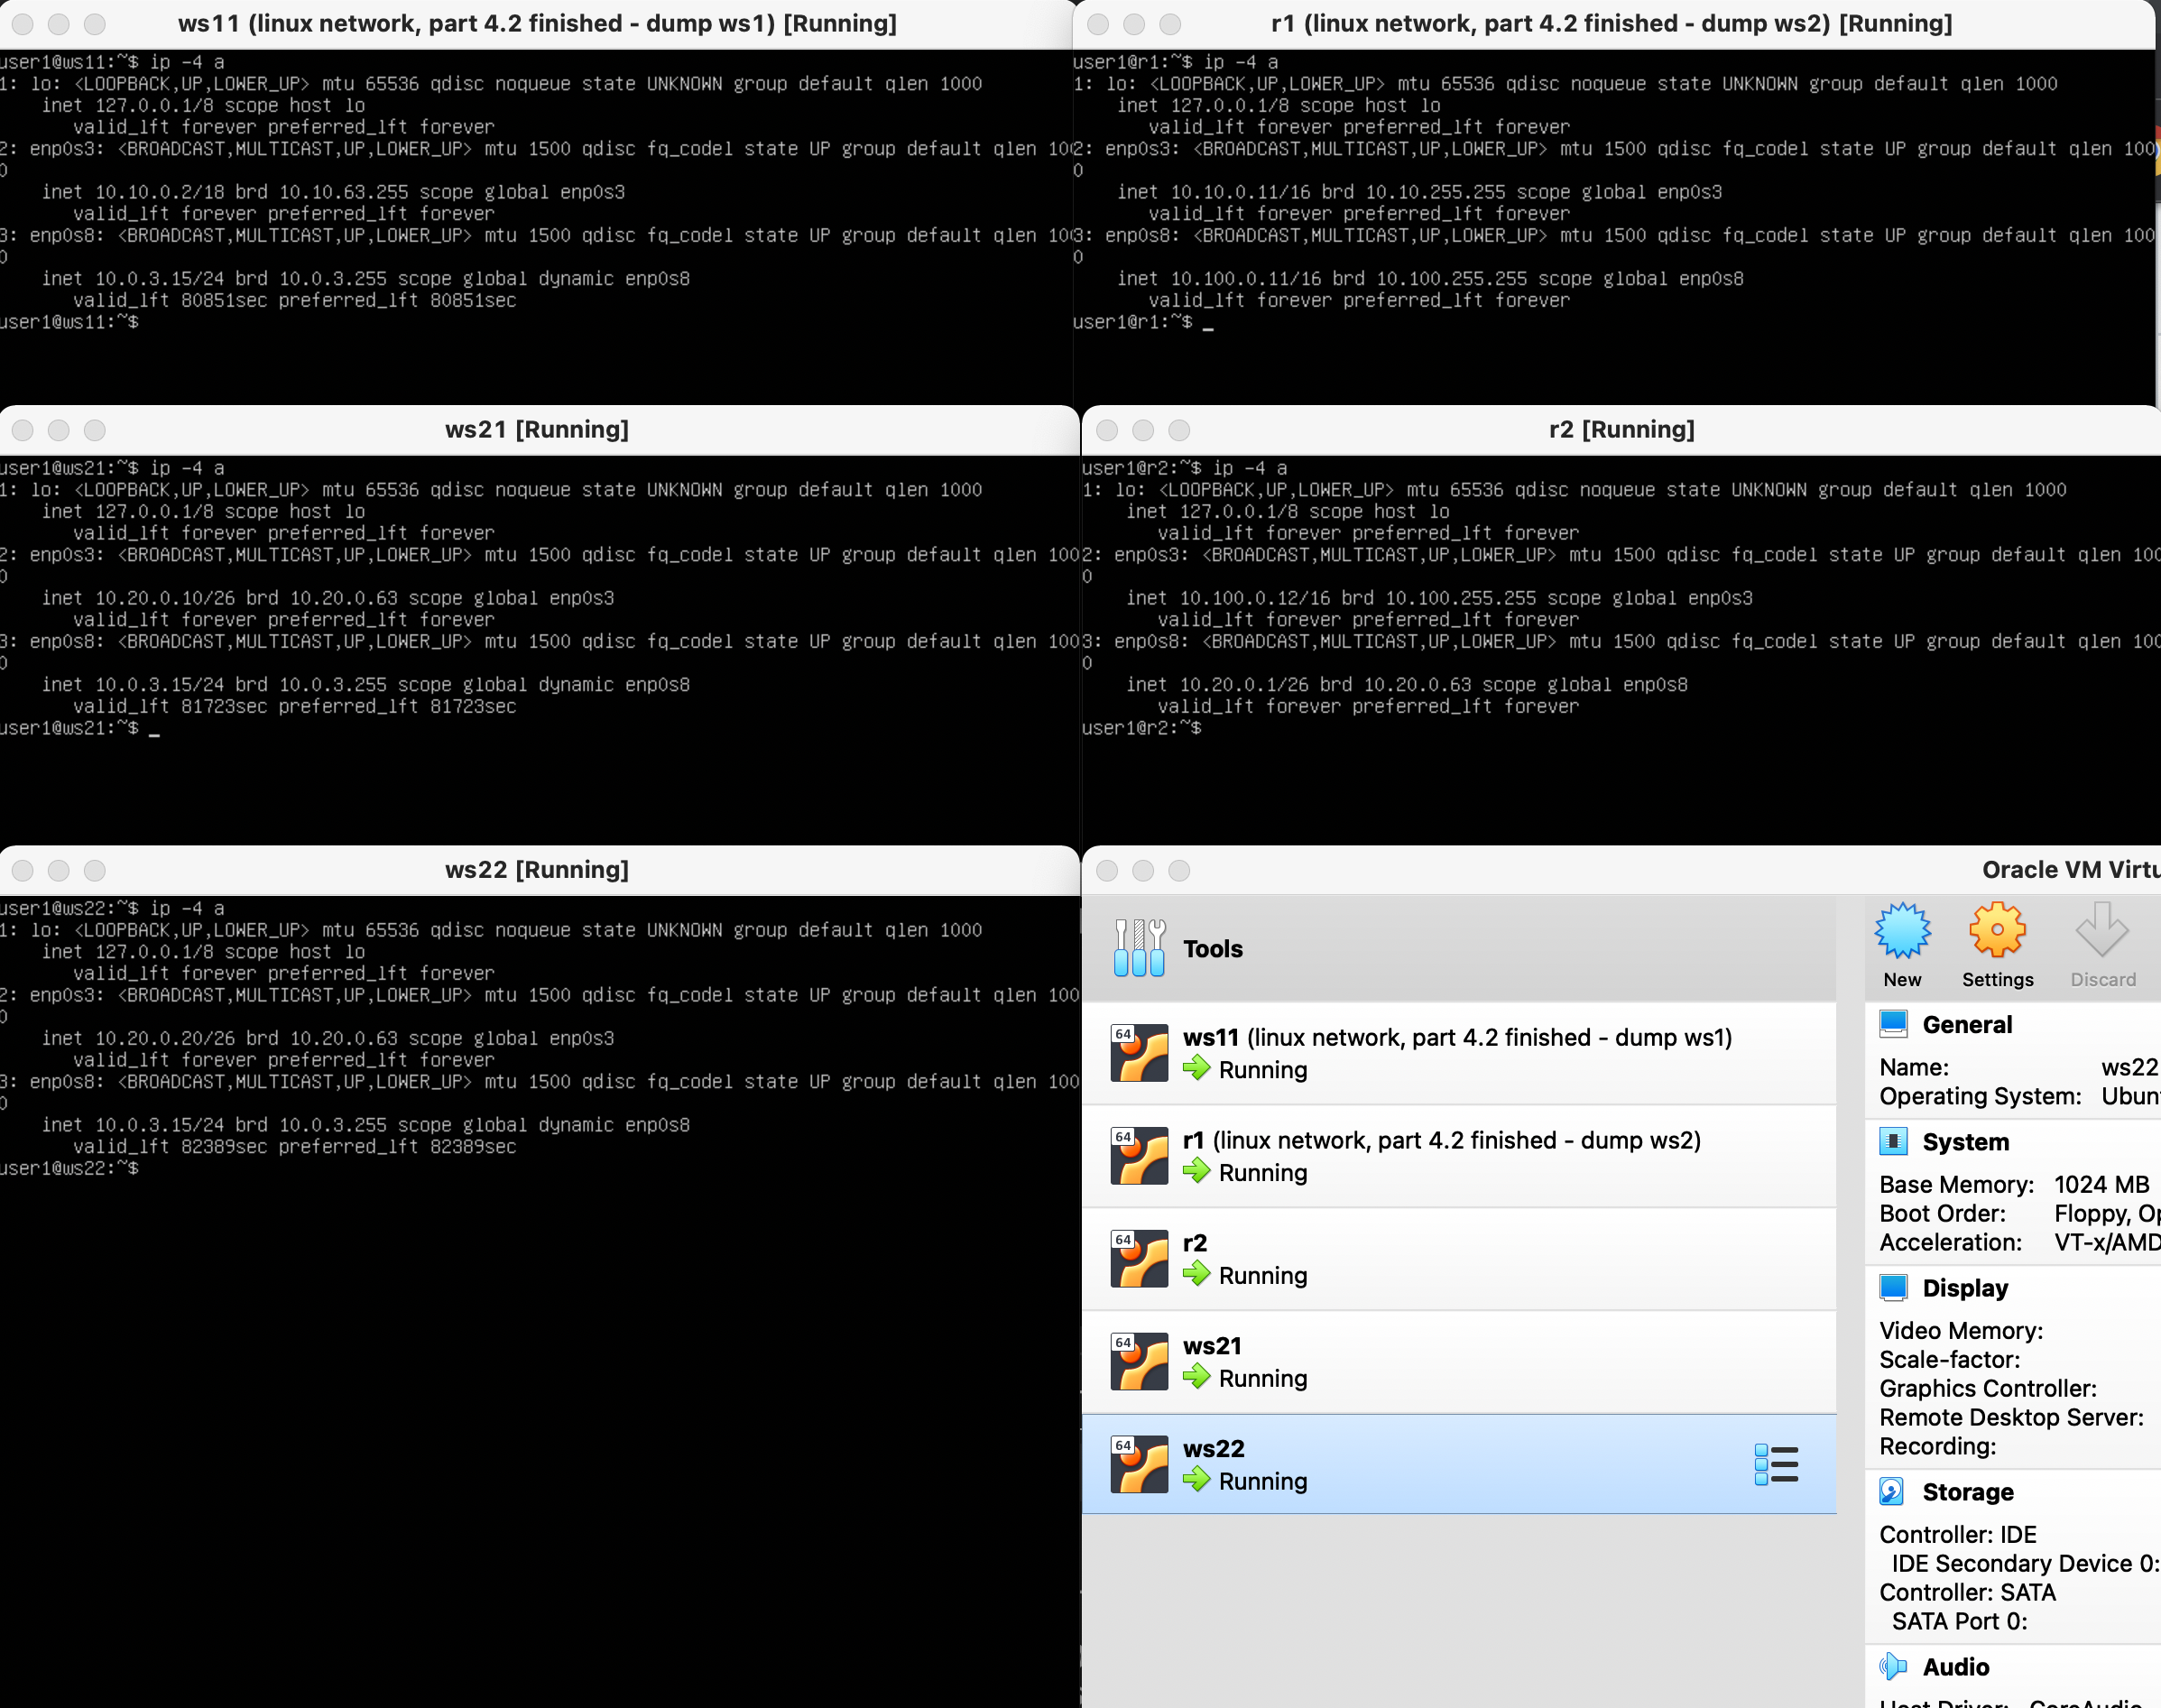 ws11 (linux network, part 4.2 finished - dump ws1) [Running]
user1@ws11:~$ ip -4 a
1: lo: <LOOPBACK,UP,LOWER_UP> mtu 65536 qdisc noqueue state UNKNOWN group default qlen 1000
inet 127.0.0.1/8 scope host lo
valid_lft forever preferred_lft forever
2: enp0s3: <BROADCAST,MULTICAST,UP,LOWER_UP> mtu 1500 qdisc fq_codel state UP group default qlen 100
0
inet 10.10.0.2/18 brd 10.10.63.255 scope global enp0s3
valid_lft forever preferred_lft forever
3: enp0s8: <BROADCAST,MULTICAST,UP,LOWER_UP> mtu 1500 qdisc fq_codel state UP group default qlen 100
0
inet 10.0.3.15/24 brd 10.0.3.255 scope global dynamic enp0s8
valid_lft 80851sec preferred_lft 80851sec
user1@ws11:~$
r1 (linux network, part 4.2 finished - dump ws2) [Running]
user1@r1:~$ ip -4 a
1: lo: <LOOPBACK,UP,LOWER_UP> mtu 65536 qdisc noqueue state UNKNOWN group default qlen 1000
inet 127.0.0.1/8 scope host lo
valid_lft forever preferred_lft forever
2: enp0s3: <BROADCAST,MULTICAST,UP,LOWER_UP> mtu 1500 qdisc fq_codel state UP group default qlen 100
0
inet 10.10.0.11/16 brd 10.10.255.255 scope global enp0s3
valid_lft forever preferred_lft forever
3: enp0s8: <BROADCAST,MULTICAST,UP,LOWER_UP> mtu 1500 qdisc fq_codel state UP group default qlen 100
0
inet 10.100.0.11/16 brd 10.100.255.255 scope global enp0s8
valid_lft forever preferred_lft forever
user1@r1:~$ _
ws21 [Running]
user1@ws21:~$ ip -4 a
1: lo: <LOOPBACK,UP,LOWER_UP> mtu 65536 qdisc noqueue state UNKNOWN group default qlen 1000
inet 127.0.0.1/8 scope host lo
valid_lft forever preferred_lft forever
2: enp0s3: <BROADCAST,MULTICAST,UP,LOWER_UP> mtu 1500 qdisc fq_codel state UP group default qlen 100
0
inet 10.20.0.10/26 brd 10.20.0.63 scope global enp0s3
valid_lft forever preferred_lft forever
3: enp0s8: <BROADCAST,MULTICAST,UP,LOWER_UP> mtu 1500 qdisc fq_codel state UP group default qlen 100
0
inet 10.0.3.15/24 brd 10.0.3.255 scope global dynamic enp0s8
valid_lft 81723sec preferred_lft 81723sec
user1@ws21:~$ _
r2 [Running]
user1@r2:~$ ip -4 a
1: lo: <LOOPBACK,UP,LOWER_UP> mtu 65536 qdisc noqueue state UNKNOWN group default qlen 1000
inet 127.0.0.1/8 scope host lo
valid_lft forever preferred_lft forever
2: enp0s3: <BROADCAST,MULTICAST,UP,LOWER_UP> mtu 1500 qdisc fq_codel state UP group default qlen 100
0
inet 10.100.0.12/16 brd 10.100.255.255 scope global enp0s3
valid_lft forever preferred_lft forever
3: enp0s8: <BROADCAST,MULTICAST,UP,LOWER_UP> mtu 1500 qdisc fq_codel state UP group default qlen 100
0
inet 10.20.0.1/26 brd 10.20.0.63 scope global enp0s8
valid_lft forever preferred_lft forever
user1@r2:~$
ws22 [Running]
user1@ws22:~$ ip -4 a
1: lo: <LOOPBACK,UP,LOWER_UP> mtu 65536 qdisc noqueue state UNKNOWN group default qlen 1000
inet 127.0.0.1/8 scope host lo
valid_lft forever preferred_lft forever
2: enp0s3: <BROADCAST,MULTICAST,UP,LOWER_UP> mtu 1500 qdisc fq_codel state UP group default qlen 100
0
inet 10.20.0.20/26 brd 10.20.0.63 scope global enp0s3
valid_lft forever preferred_lft forever
3: enp0s8: <BROADCAST,MULTICAST,UP,LOWER_UP> mtu 1500 qdisc fq_codel state UP group default qlen 100
0
inet 10.0.3.15/24 brd 10.0.3.255 scope global dynamic enp0s8
valid_lft 82389sec preferred_lft 82389sec
user1@ws22:~$
Oracle VM Virtu
Tools
64
ws11 (linux network, part 4.2 finished - dump ws1)
Running
64
r1 (linux network, part 4.2 finished - dump ws2)
Running
64
r2
Running
64
ws21
Running
64
ws22
Running
New
Settings
Discard
General
Name: ws22
Operating System: Ubun
System
Base Memory: 1024 MB
Boot Order: Floppy, Op
Acceleration: VT-x/AMD
Display
Video Memory:
Scale-factor:
Graphics Controller:
Remote Desktop Server:
Recording:
Storage
Controller: IDE
IDE Secondary Device 0:
Controller: SATA
SATA Port 0:
Audio
Host Driver: CoreAudio